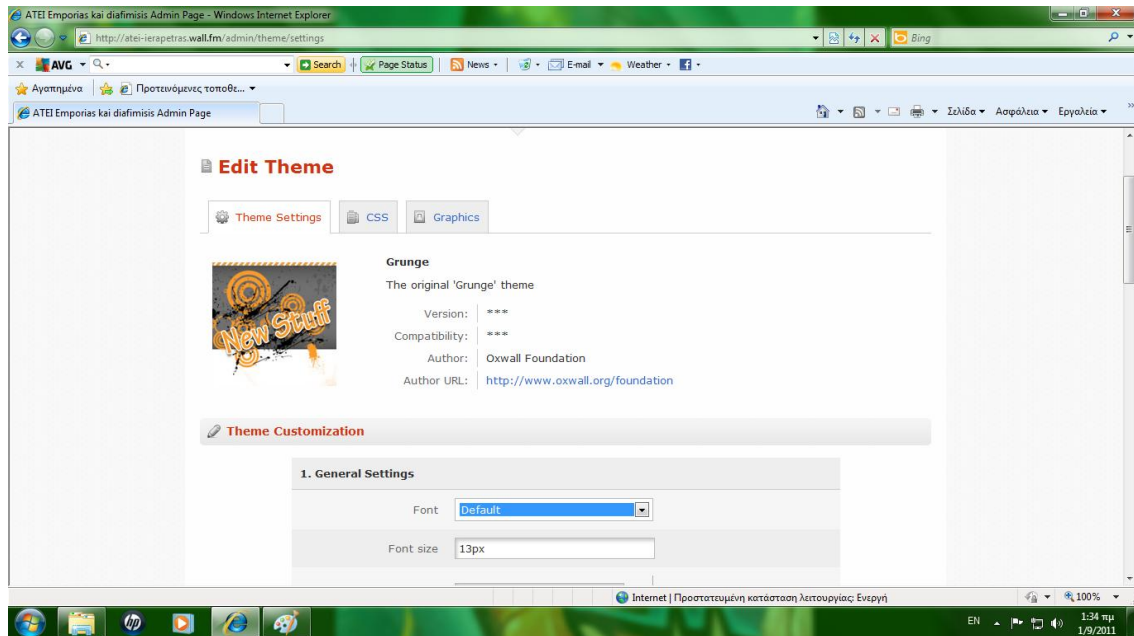 ATEI Emporias kai diafimisis Admin Page - Windows Internet Explorer
http://atei-ierapetras.wall.fm/admin/theme/settings
Bing
x AVG Search Page Status News E-mail Weather
Αγαπημένα Προτεινόμενες τοποθε...
ATEI Emporias kai diafimisis Admin Page
Σελίδα Ασφάλεια Εργαλεία
Edit Theme
Theme Settings CSS Graphics
New Stuff
Grunge
The original 'Grunge' theme
Version: ***
Compatibility: ***
Author: Oxwall Foundation
Author URL: http://www.oxwall.org/foundation
Theme Customization
1. General Settings
Font Default
Font size 13px
Internet | Προστατευμένη κατάσταση λειτουργίας: Ενεργή
100%
hp
EN
1:34 πμ
1/9/2011